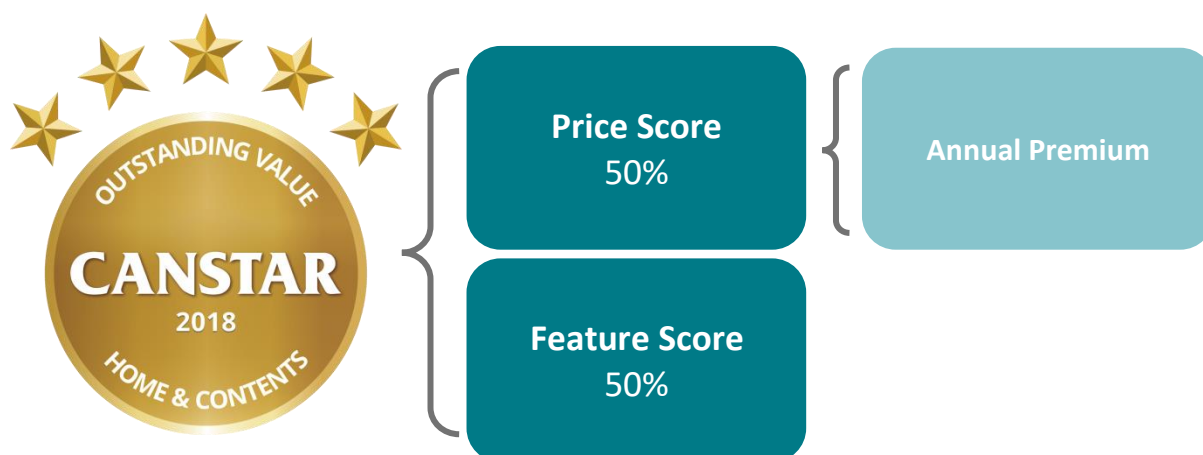 OUTSTANDING VALUE
CANSTAR
2018
HOME & CONTENTS
Price Score
50%
Annual Premium
Feature Score
50%